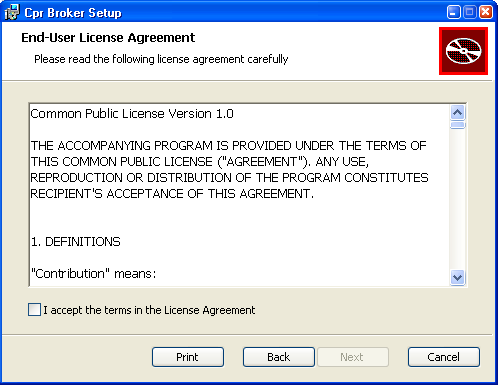 Cpr Broker Setup
End-User License Agreement
Please read the following license agreement carefully
Common Public License Version 1.0
THE ACCOMPANYING PROGRAM IS PROVIDED UNDER THE TERMS OF
THIS COMMON PUBLIC LICENSE ("AGREEMENT"). ANY USE,
REPRODUCTION OR DISTRIBUTION OF THE PROGRAM CONSTITUTES
RECIPIENT'S ACCEPTANCE OF THIS AGREEMENT.
1. DEFINITIONS
"Contribution" means:
I accept the terms in the License Agreement
Print Back Next Cancel